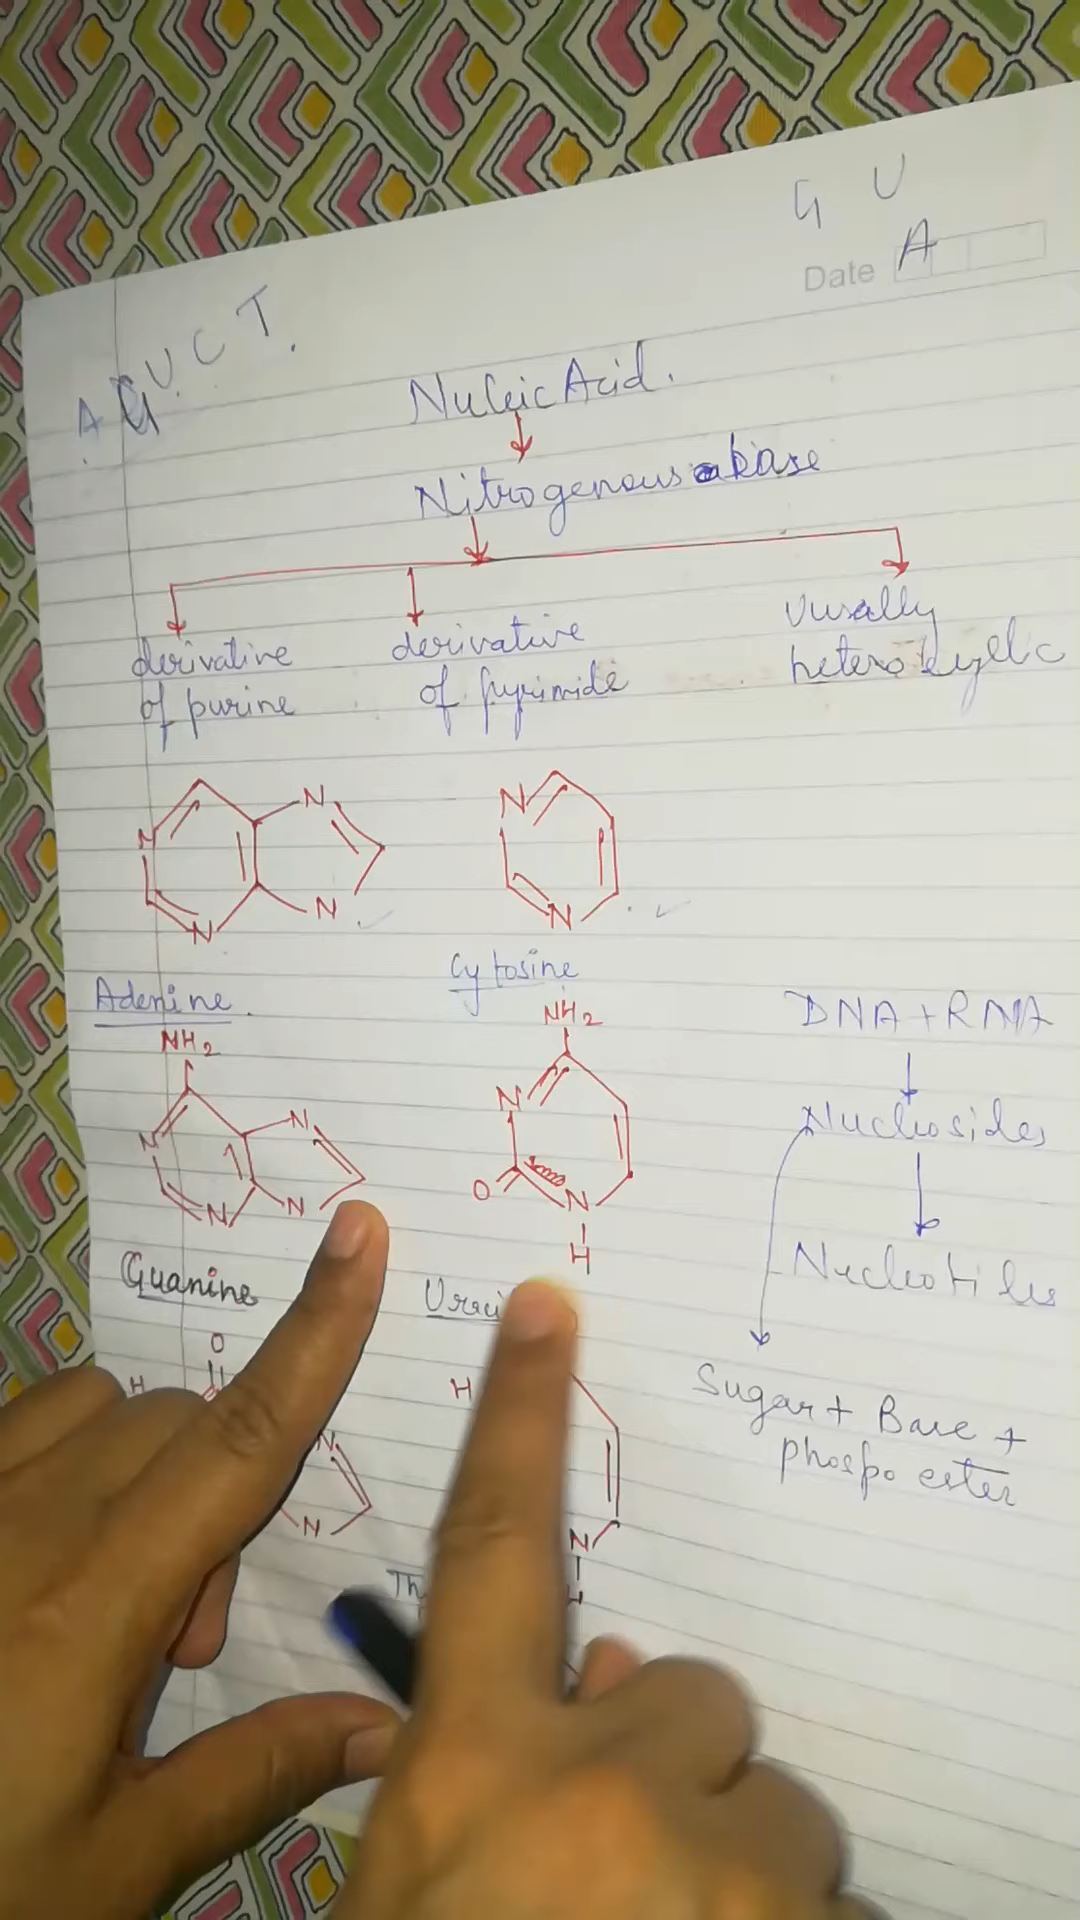 G U
Date A
A G U C T.
Nuleic Acid.
Nitrogenous base
derivative
of purine
derivative
of pyrimide
Usually
heterocyclic
N
N
N
N
N
N
Adenine.
NH2
N
N
N
N
Cytosine
NH2
N
O
N
H
DNA + RNA
Nucleosides
Nucleotides
Sugar + Base +
phospo ester
Guanine
O
H
N
N
H
N
H